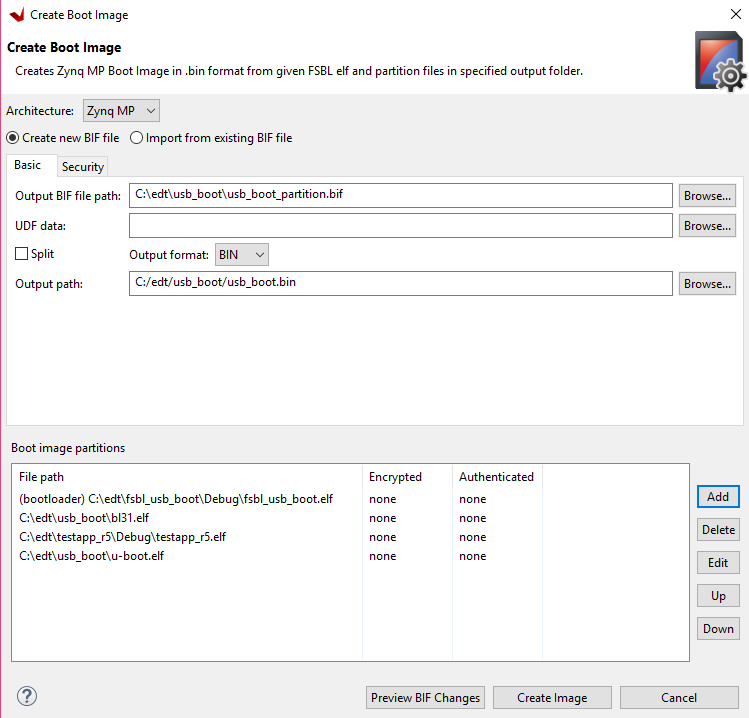 Create Boot Image
Create Boot Image
Creates Zynq MP Boot Image in .bin format from given FSBL elf and partition files in specified output folder.
Architecture: Zynq MP
Create new BIF file Import from existing BIF file
Basic Security
Output BIF file path: C:\edt\usb_boot\usb_boot_partition.bif Browse...
UDF data: Browse...
Split Output format: BIN
Output path: C:/edt/usb_boot/usb_boot.bin Browse...
Boot image partitions
File path Encrypted Authenticated
(bootloader) C:\edt\fsbl_usb_boot\Debug\fsbl_usb_boot.elf none none
C:\edt\usb_boot\bl31.elf none none
C:\edt\testapp_r5\Debug\testapp_r5.elf none none
C:\edt\usb_boot\u-boot.elf none none
Add
Delete
Edit
Up
Down
? Preview BIF Changes Create Image Cancel